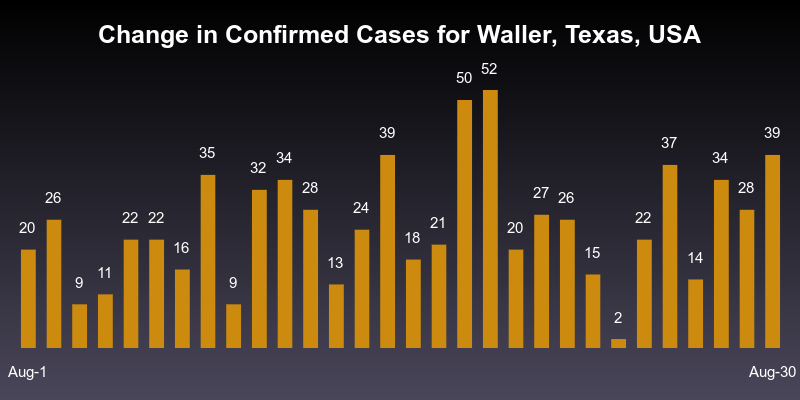 Change in Confirmed Cases for Waller, Texas, USA
20 26 9 11 22 22 16 35 9 32 34 28 13 24 39 18 21 50 52 20 27 26 15 2 22 37 14 34 28 39
Aug-1 Aug-30